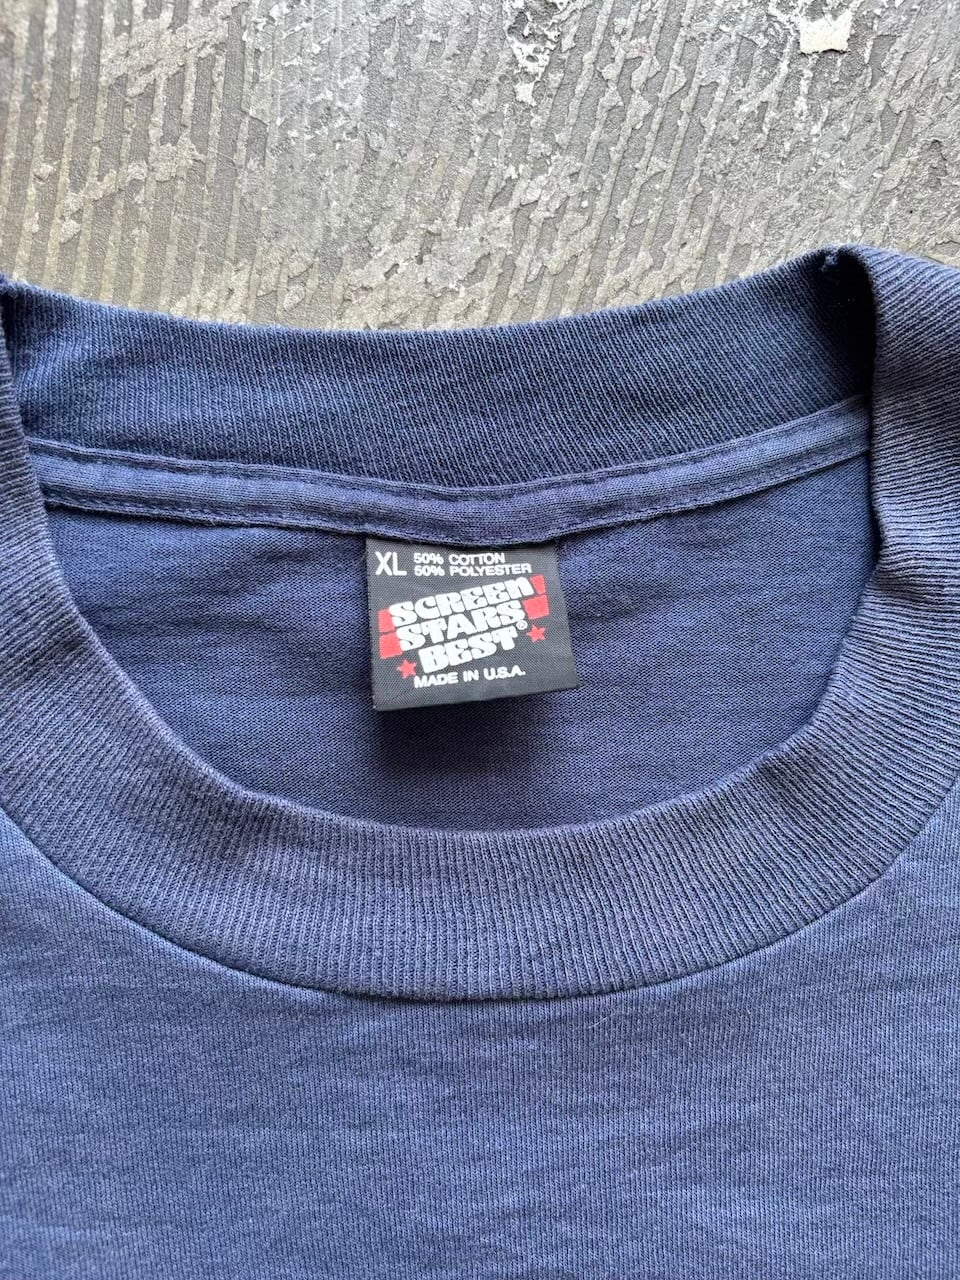 XL 50% COTTON
50% POLYESTER
SCREEN
STARS
BEST®
MADE IN U.S.A.